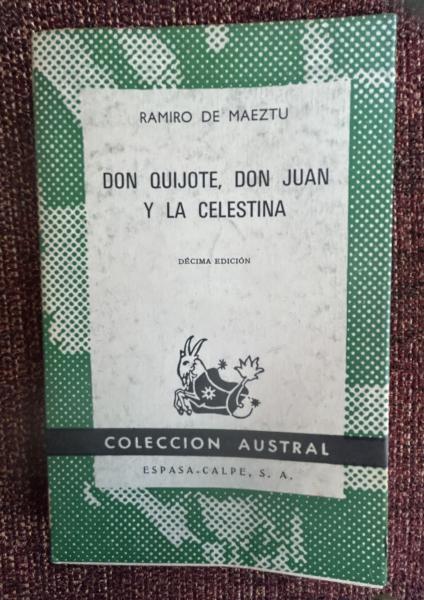 RAMIRO DE MAEZTU
DON QUIJOTE, DON JUAN
Y LA CELESTINA
DÉCIMA EDICIÓN
COLECCION AUSTRAL
ESPASA-CALPE, S. A.